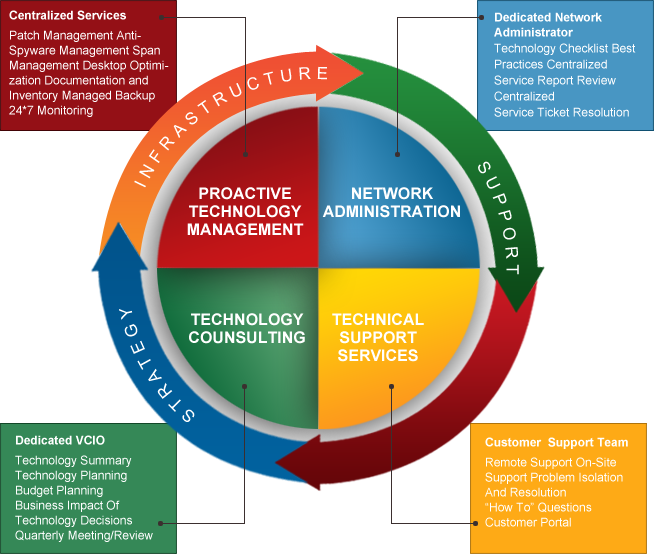 Centralized Services
Patch Management Anti-
Spyware Management Span
Management Desktop Optimi-
zation Documentation and
Inventory Managed Backup
24*7 Monitoring
Dedicated Network
Administrator
Technology Checklist Best
Practices Centralized
Service Report Review
Centralized
Service Ticket Resolution
INFRASTRUCTURE
SUPPORT
STRATEGY
PROACTIVE
TECHNOLOGY
MANAGEMENT
NETWORK
ADMINISTRATION
TECHNOLOGY
COUNSULTING
TECHNICAL
SUPPORT
SERVICES
Dedicated VCIO
Technology Summary
Technology Planning
Budget Planning
Business Impact Of
Technology Decisions
Quarterly Meeting/Review
Customer Support Team
Remote Support On-Site
Support Problem Isolation
And Resolution
“How To” Questions
Customer Portal